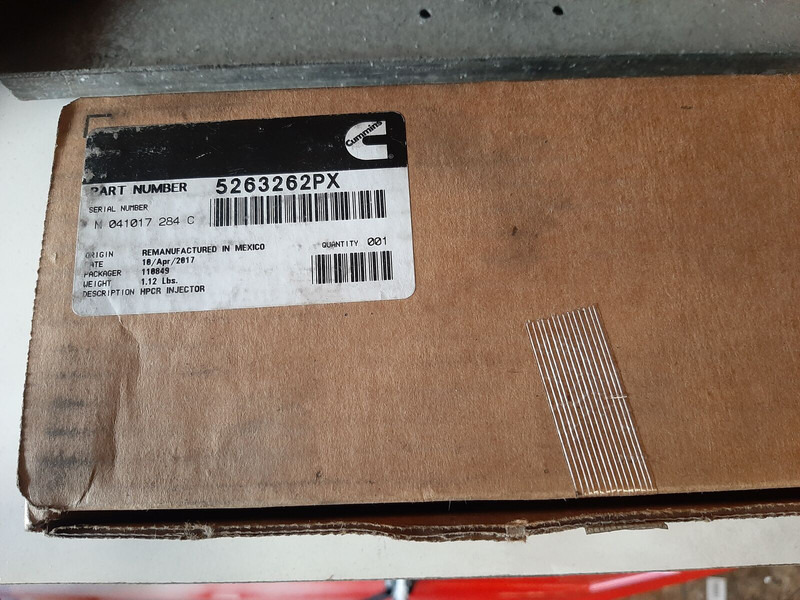 Cummins
PART NUMBER 5263262PX
SERIAL NUMBER
N 041017 284 C
ORIGIN REMANUFACTURED IN MEXICO
QUANTITY 001
ATE 10/Apr/2017
PACKAGER 110849
WEIGHT 1.12 Lbs.
DESCRIPTION HPCR INJECTOR